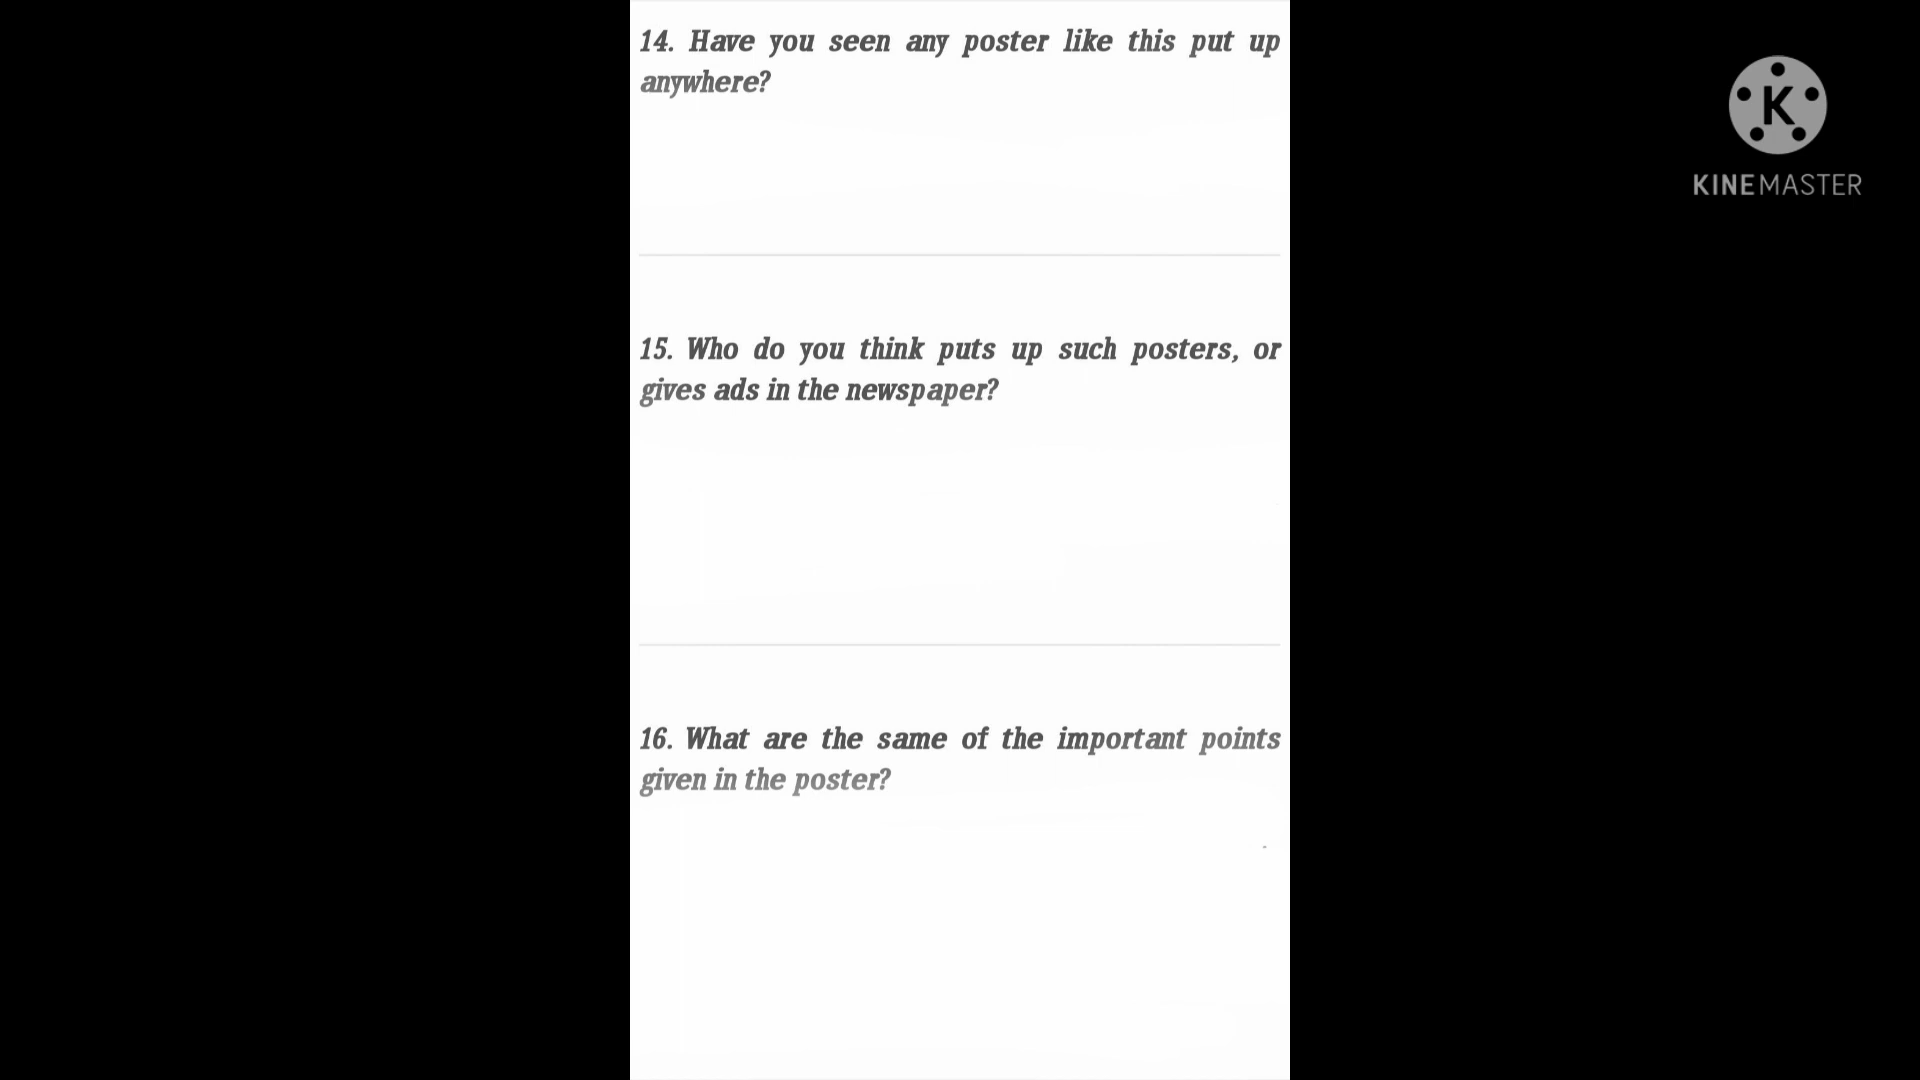 14. Have you seen any poster like this put up
anywhere?
15. Who do you think puts up such posters, or
gives ads in the newspaper?
16. What are the same of the important points
given in the poster?
K
KINEMASTER